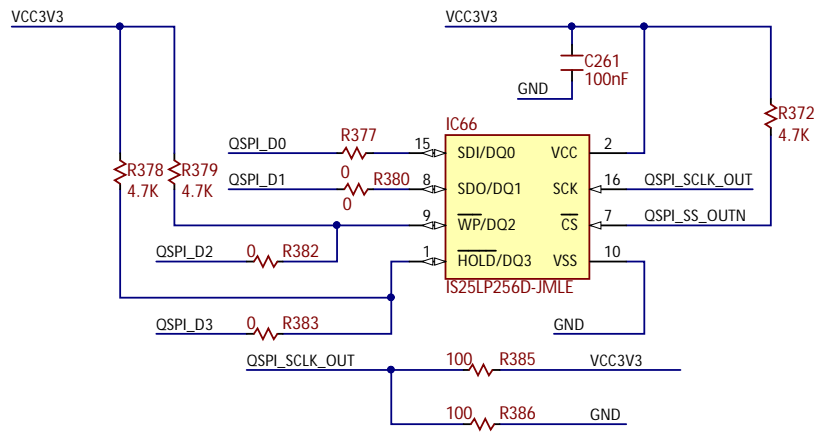 VCC3V3
VCC3V3
C261
100nF
GND
R372
4.7K
IC66
R377
0
QSPI_D0
15
SDI/DQ0
VCC
2
R378
4.7K
R379
4.7K
QSPI_D1
R380
0
8
SDO/DQ1
SCK
16
QSPI_SCLK_OUT
9
WP/DQ2
CS
7
QSPI_SS_OUTN
QSPI_D2
0
R382
1
HOLD/DQ3
VSS
10
IS25LP256D-JMLE
QSPI_D3
0
R383
GND
QSPI_SCLK_OUT
100
R385
VCC3V3
100
R386
GND